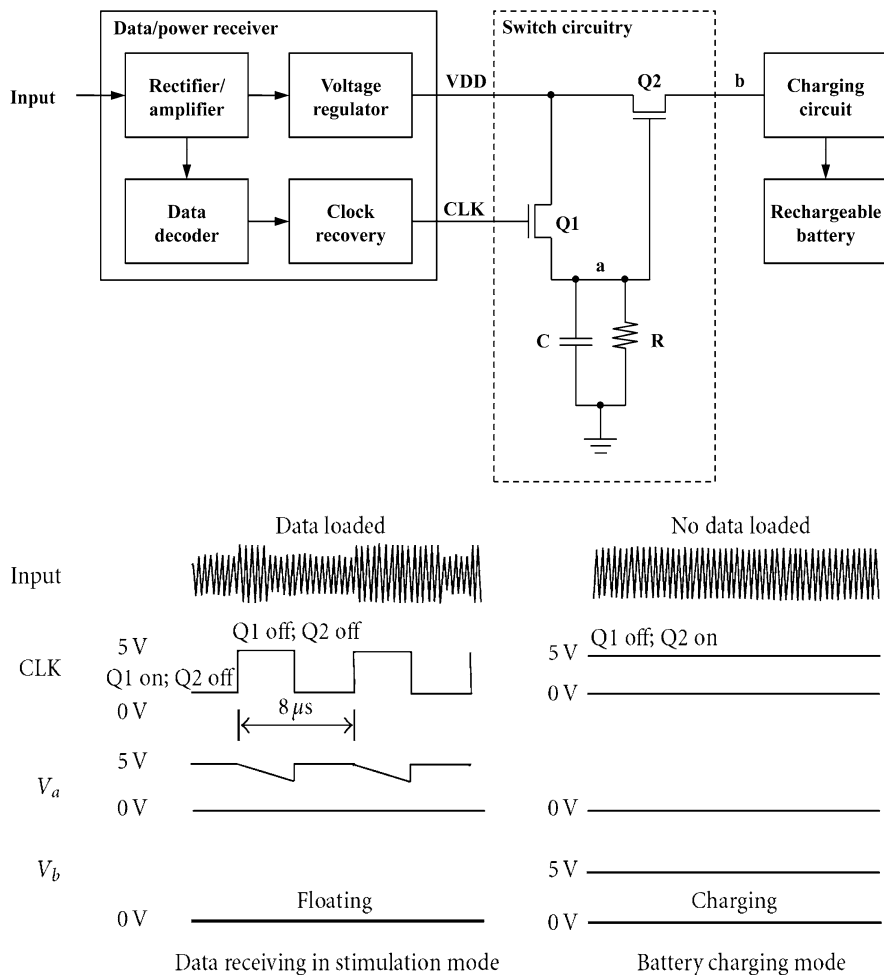 Data/power receiver
Switch circuitry
Input
Rectifier/
amplifier
Voltage
regulator
VDD
Q2
b
Charging
circuit
Data
decoder
Clock
recovery
CLK
Q1
a
Rechargeable
battery
C
R
Data loaded
No data loaded
Input
CLK
5 V
Q1 off; Q2 off
Q1 on; Q2 off
0 V
8 μs
Q1 off; Q2 on
5 V
0 V
Va
5 V
0 V
0 V
Vb
5 V
0 V
Floating
Charging
0 V
Data receiving in stimulation mode
Battery charging mode